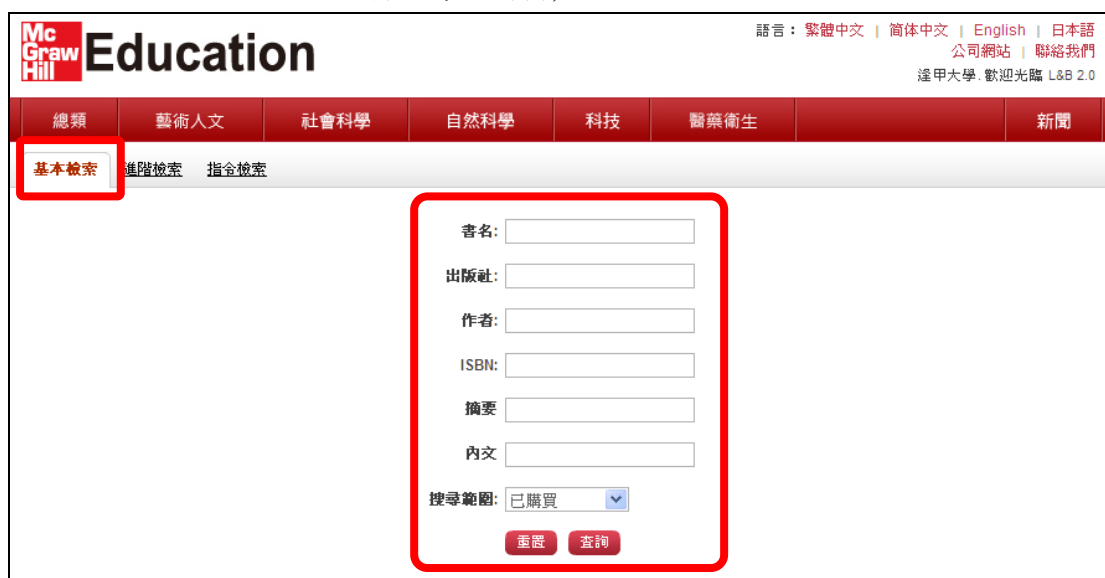 Mc Graw Hill Education
語言：繁體中文 | 简体中文 | English | 日本語
公司網站 | 聯絡我們
逢甲大學. 歡迎光臨 L&B 2.0
總類 藝術人文 社會科學 自然科學 科技 醫藥衛生 新聞
基本檢索 進階檢索 指令檢索
書名:
出版社:
作者:
ISBN:
摘要
內文
搜尋範圍: 已購買
重置 查詢